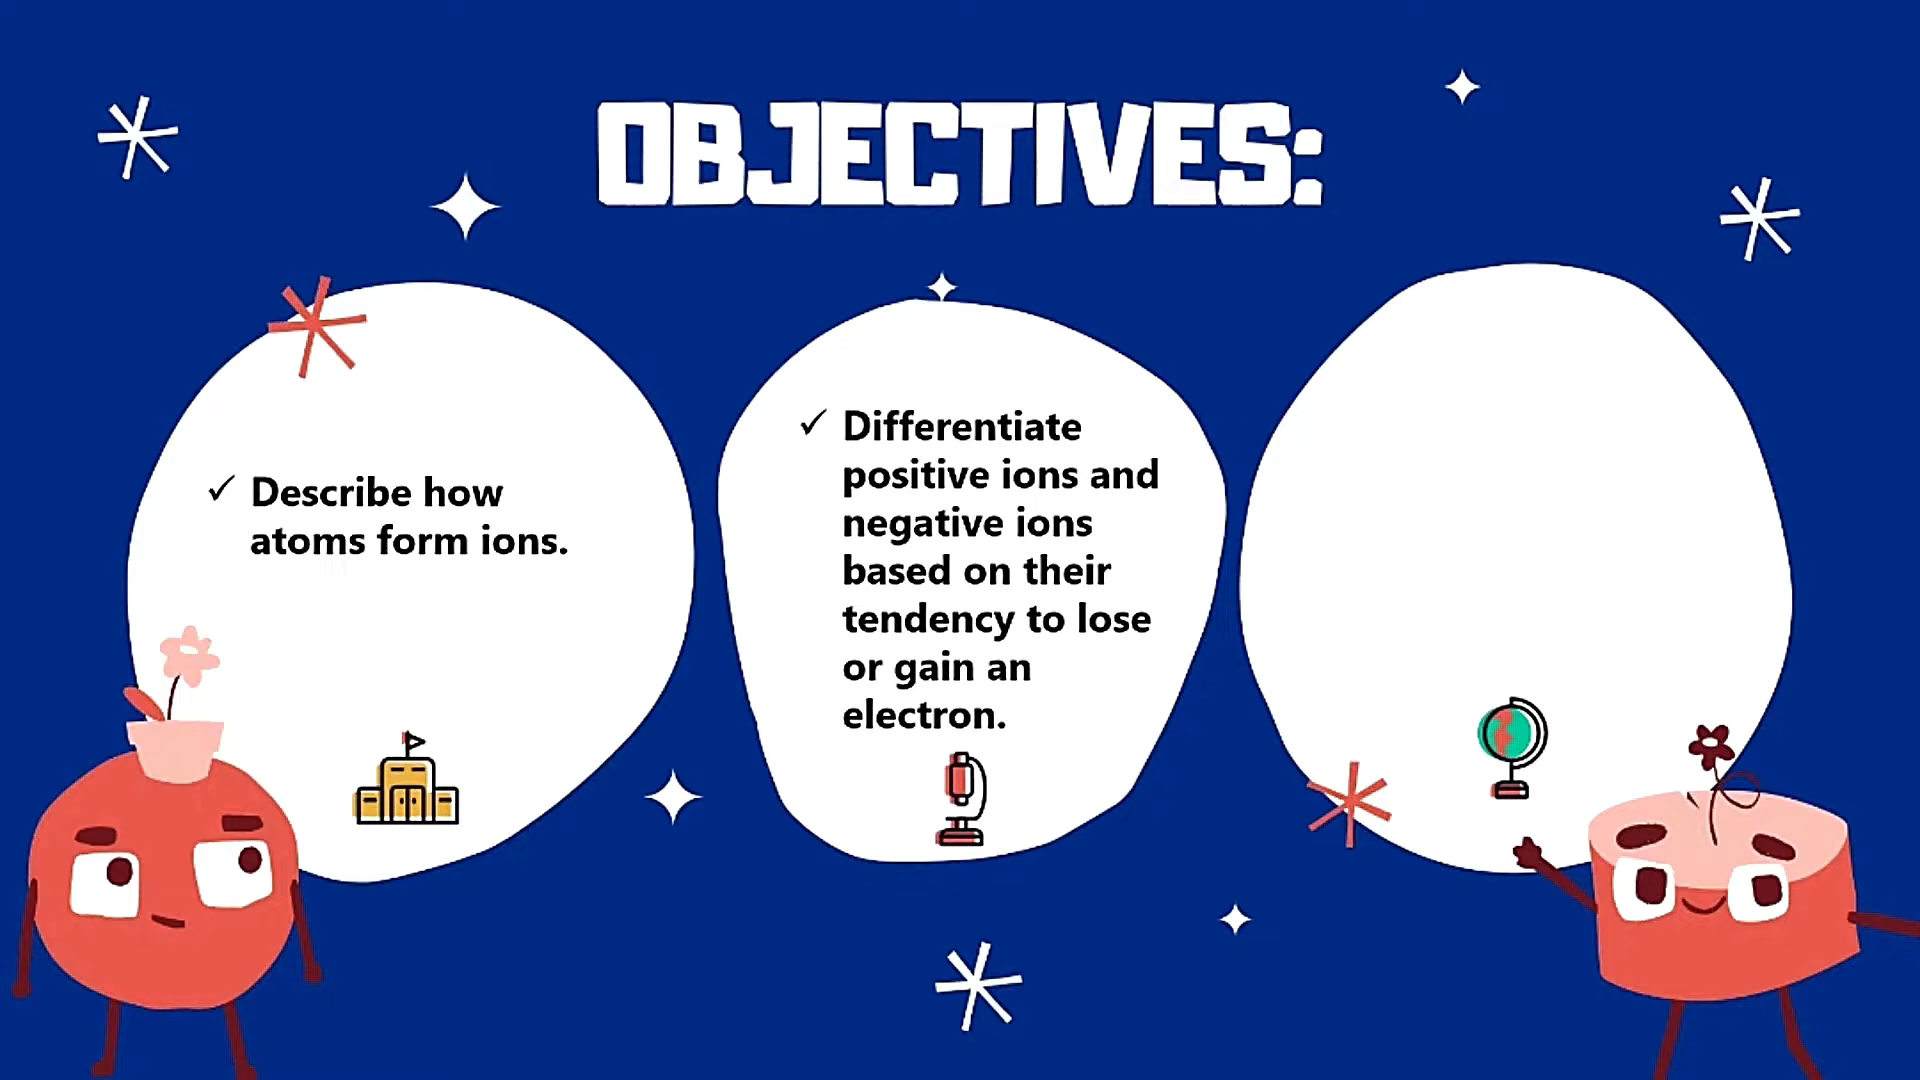 OBJECTIVES:
✓ Describe how
atoms form ions.
✓ Differentiate
positive ions and
negative ions
based on their
tendency to lose
or gain an
electron.